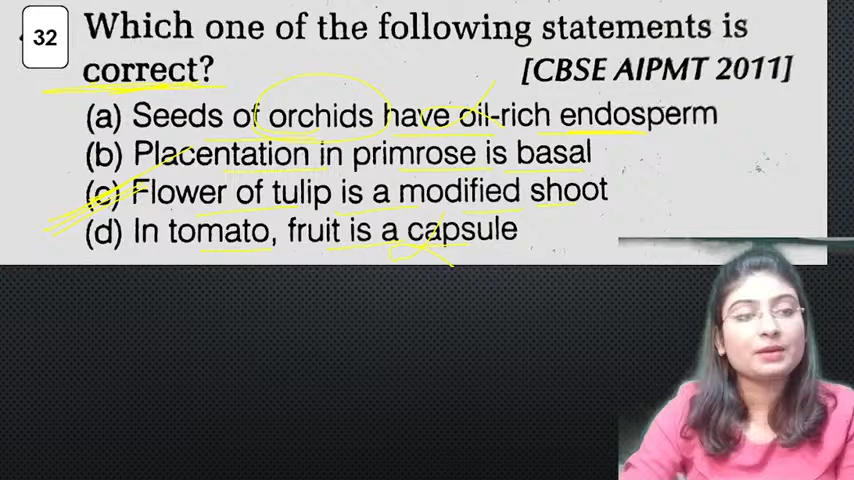 32 Which one of the following statements is
correct? [CBSE AIPMT 2011]
(a) Seeds of orchids have oil-rich endosperm
(b) Placentation in primrose is basal
(c) Flower of tulip is a modified shoot
(d) In tomato, fruit is a capsule